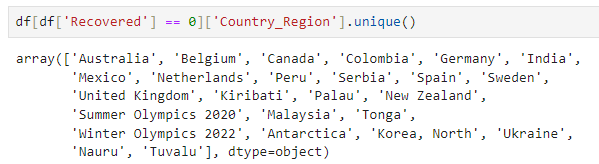 df[df['Recovered'] == 0]['Country_Region'].unique()
array(['Australia', 'Belgium', 'Canada', 'Colombia', 'Germany', 'India',
'Mexico', 'Netherlands', 'Peru', 'Serbia', 'Spain', 'Sweden',
'United Kingdom', 'Kiribati', 'Palau', 'New Zealand',
'Summer Olympics 2020', 'Malaysia', 'Tonga',
'Winter Olympics 2022', 'Antarctica', 'Korea, North', 'Ukraine',
'Nauru', 'Tuvalu'], dtype=object)